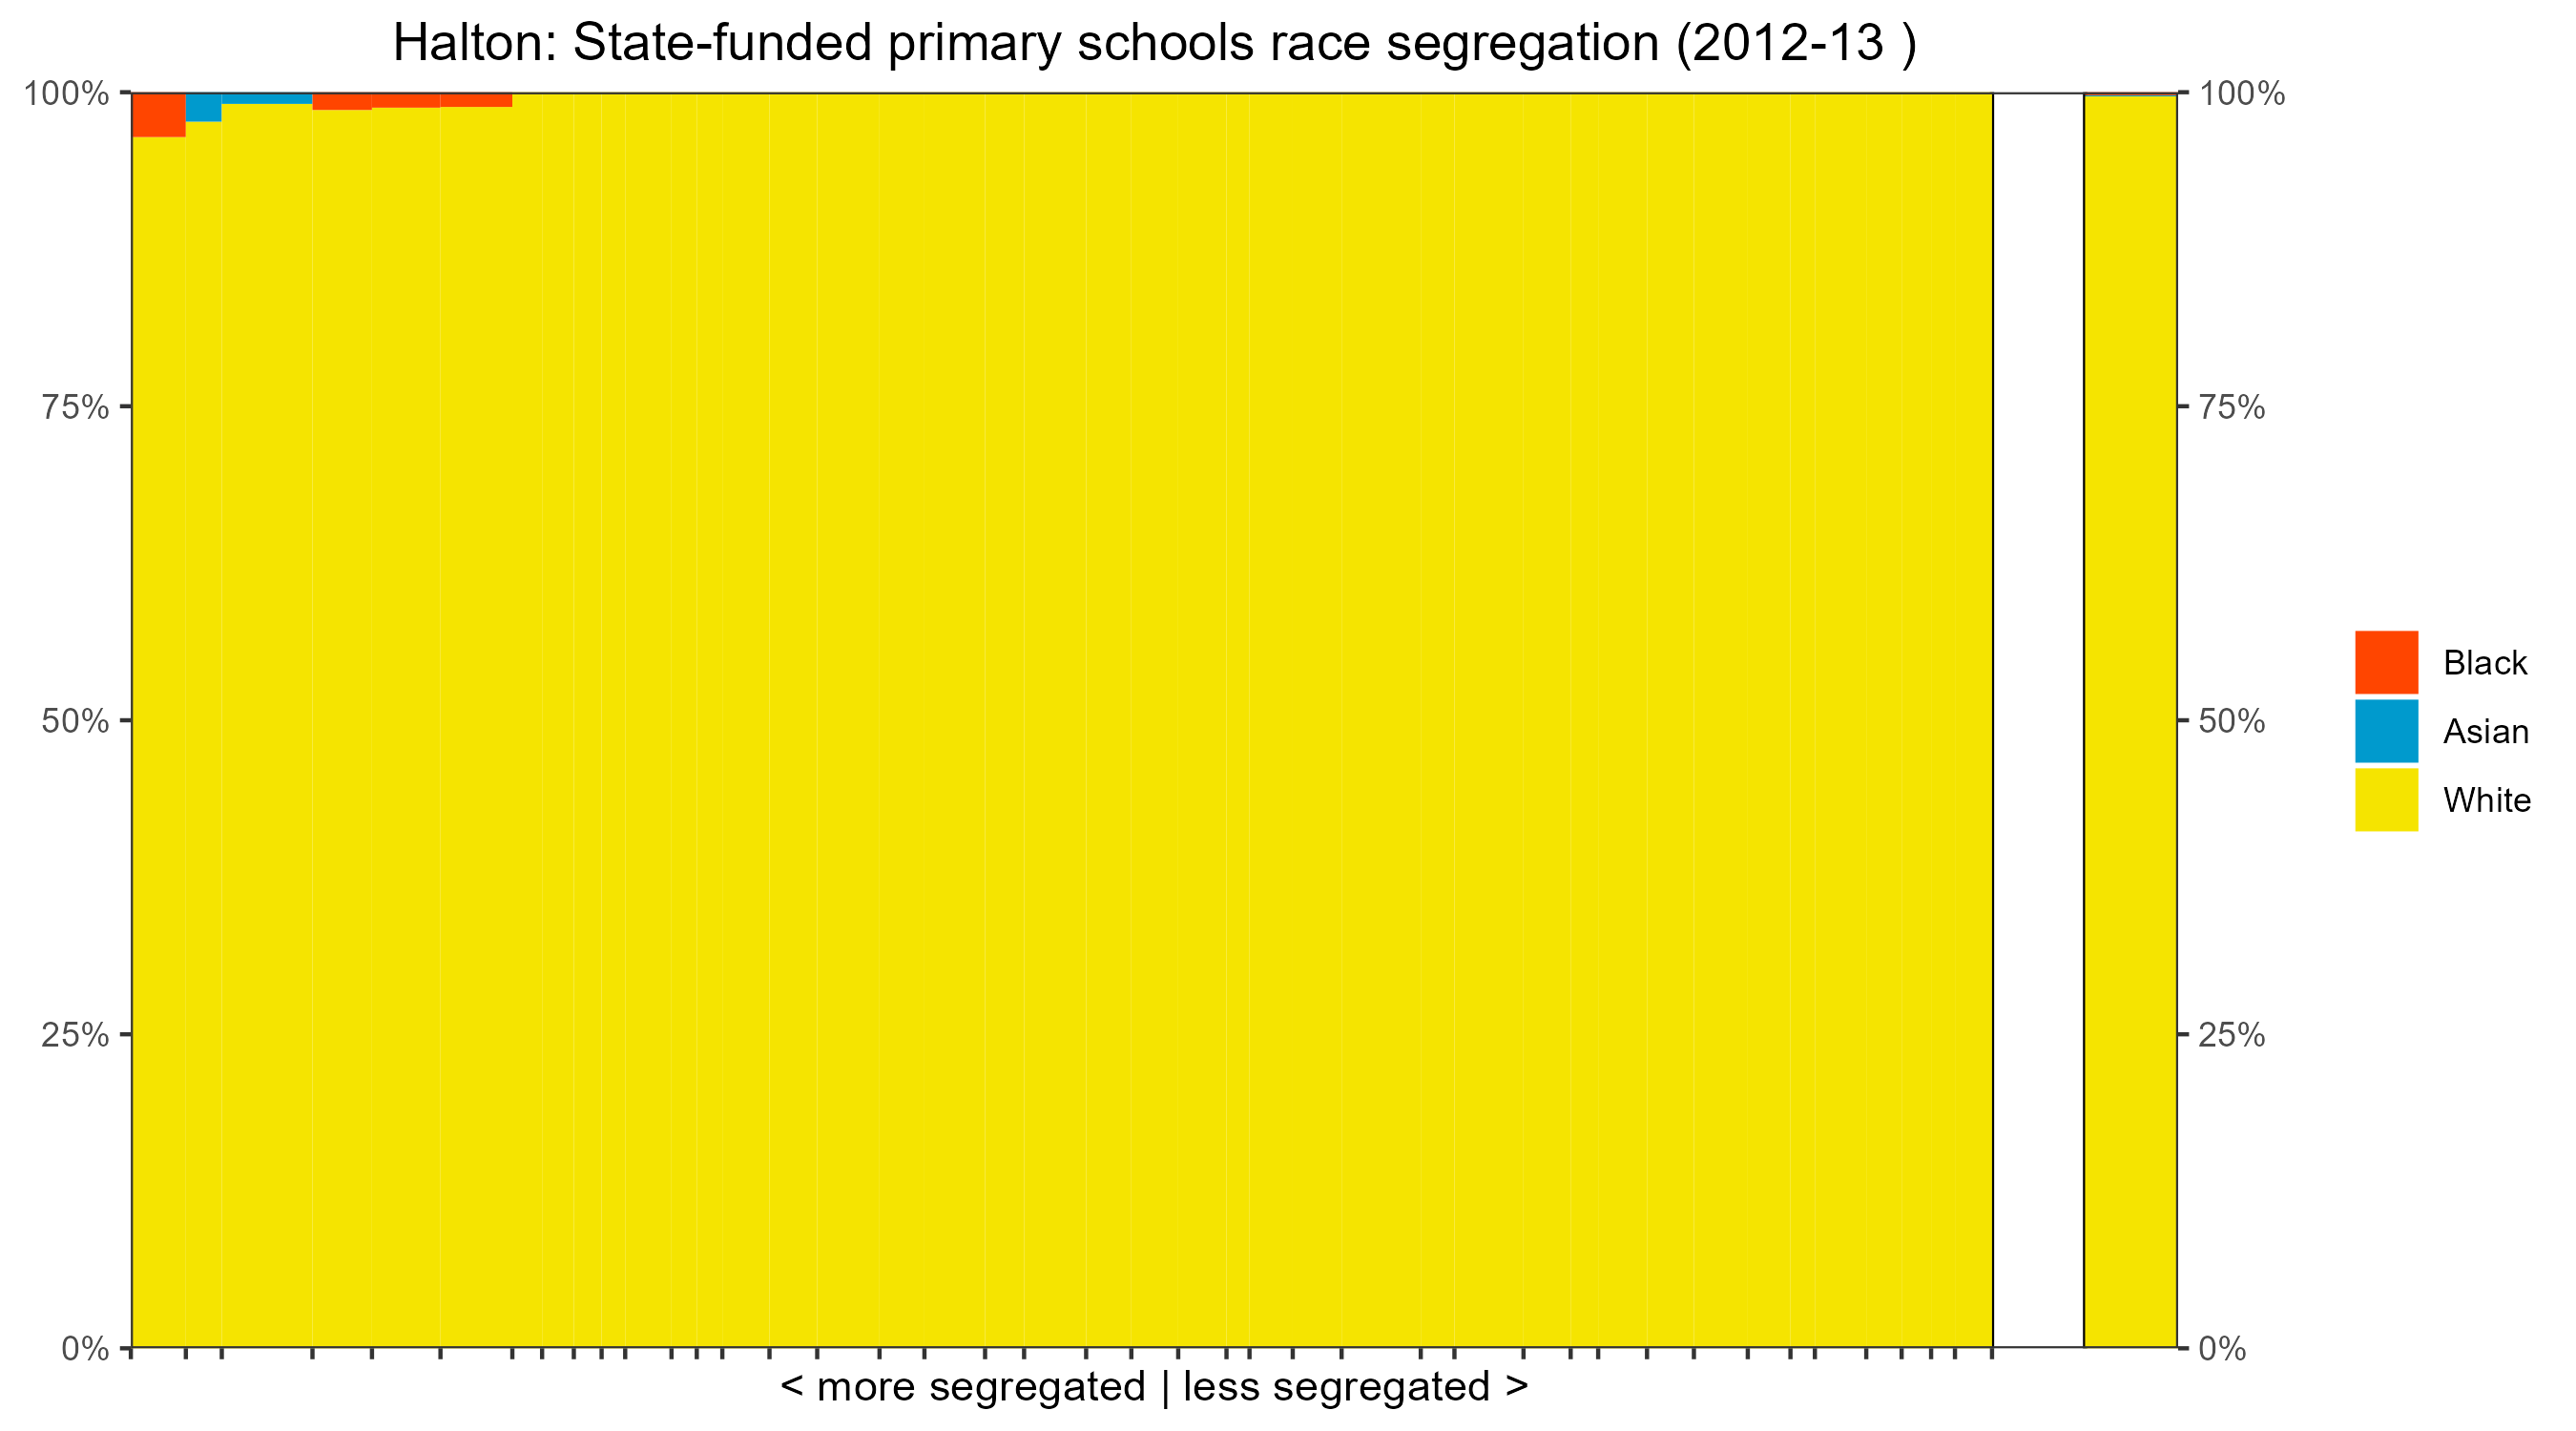 Halton: State-funded primary schools race segregation (2012-13 )
100%
75%
50%
25%
0%
100%
75%
50%
25%
0%
Black
Asian
White
< more segregated | less segregated >